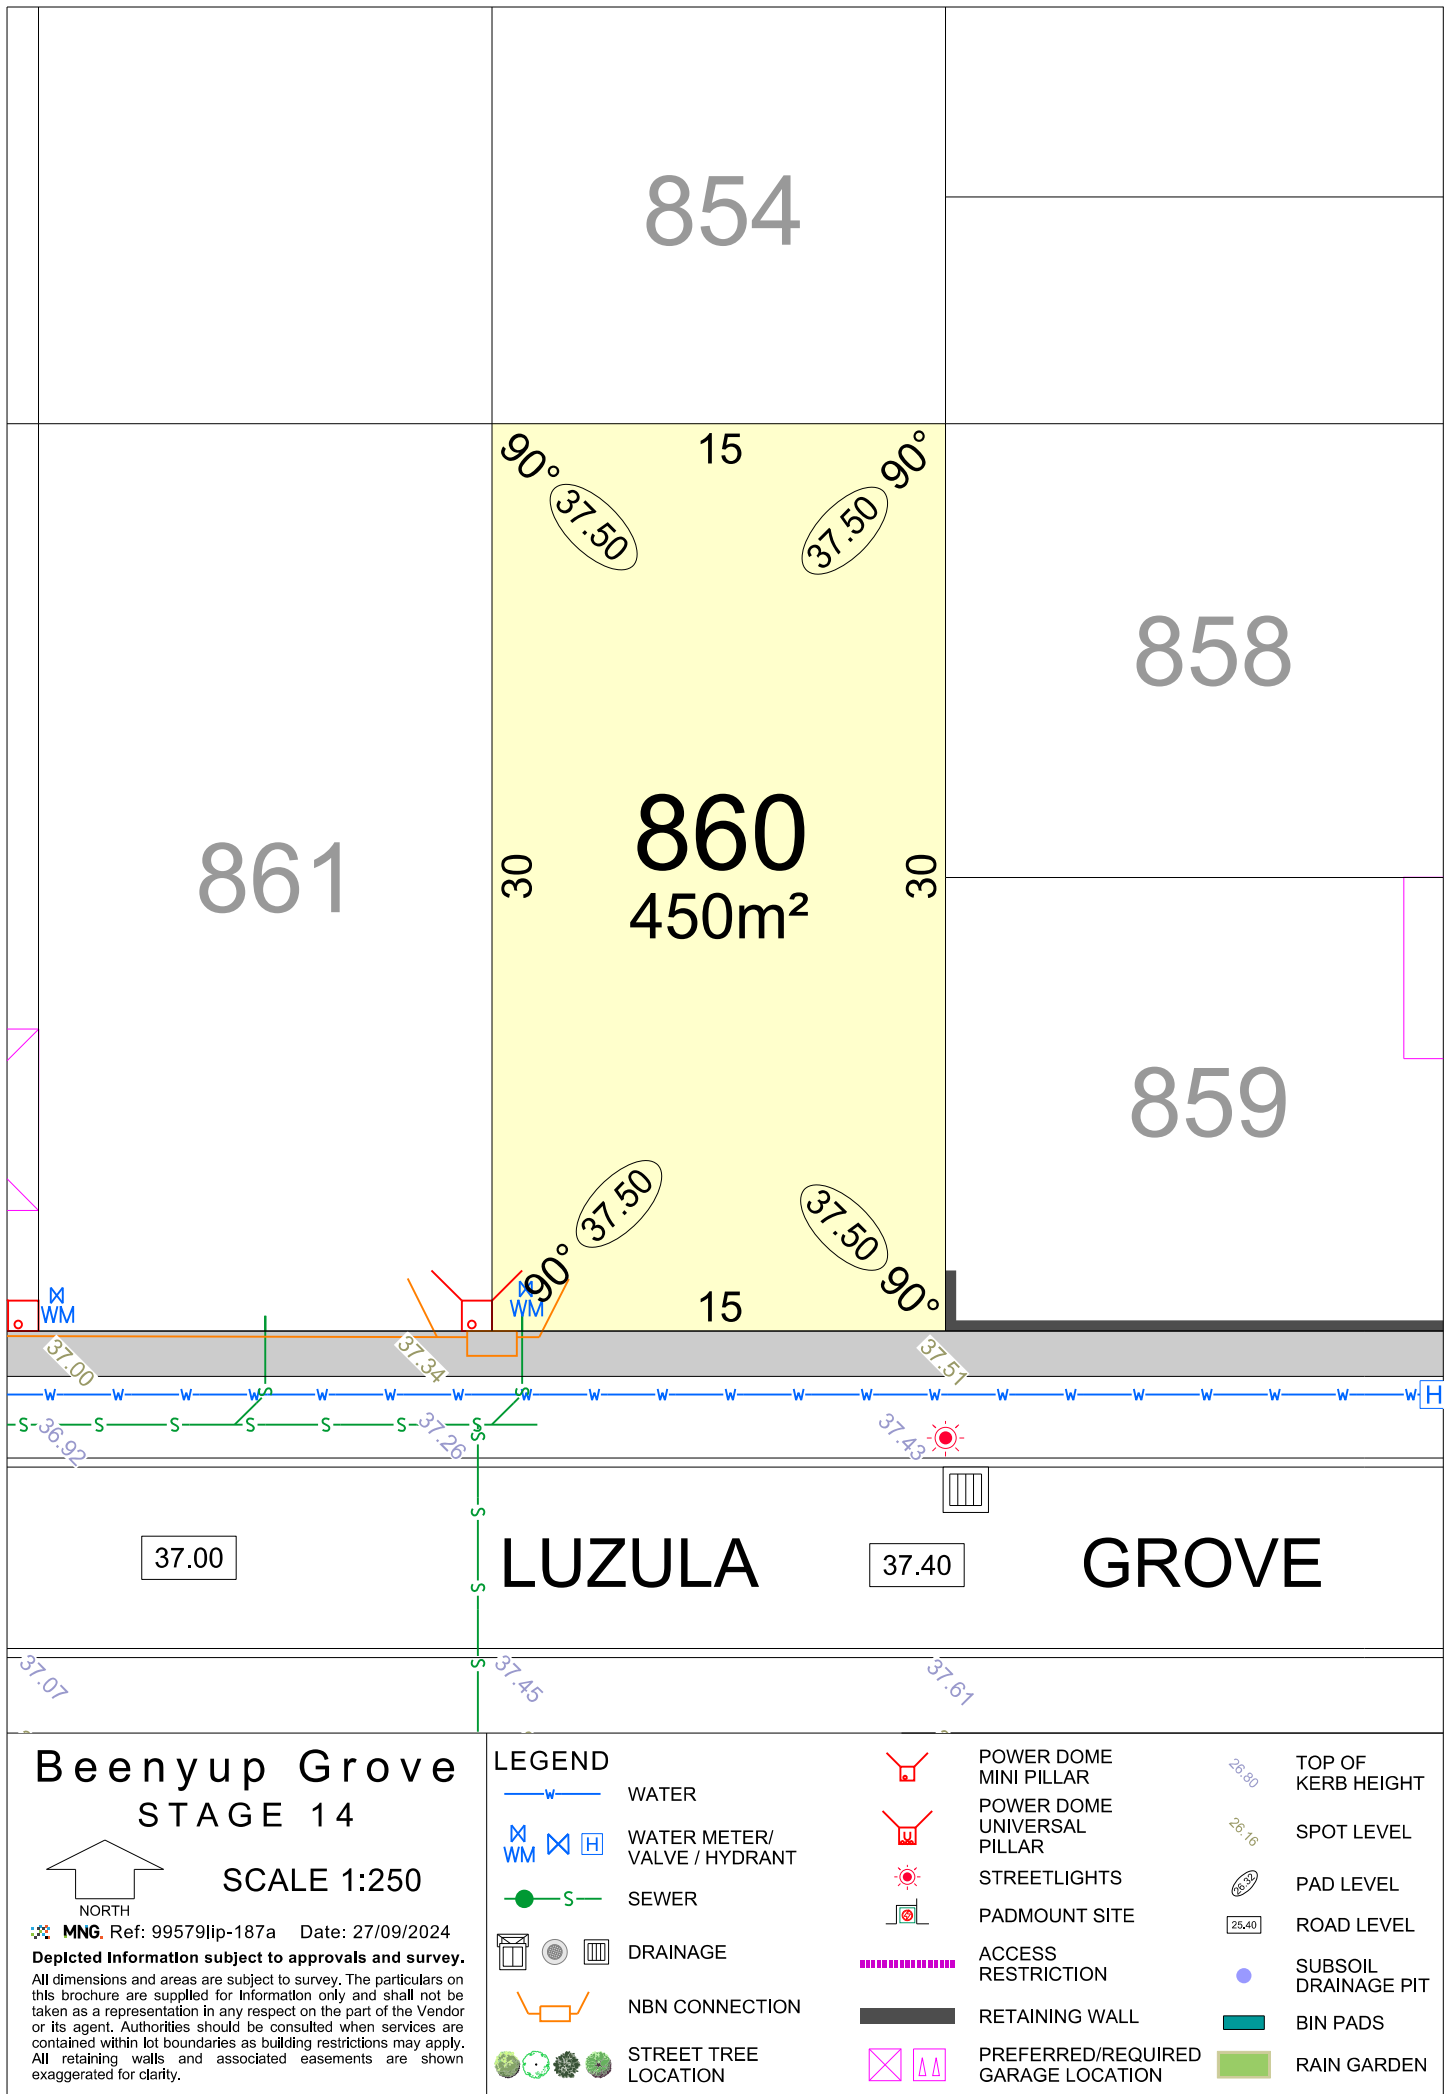 854
15
90°
90°
37.50
37.50
858
860
450m²
861
30
30
859
37.50
37.50
90°
90°
15
WM
WM
37.00
37.34
37.51
W W W W W W W W W W W W W W W W W W W W W H
S S
S S S S S S S
36.92
37.26
37.43
S
S
37.00
LUZULA
37.40
GROVE
S
S
37.07
37.45
37.61
Beenyup Grove
STAGE 14
SCALE 1:250
NORTH
MNG. Ref: 99579lip-187a Date: 27/09/2024
Depicted information subject to approvals and survey.
All dimensions and areas are subject to survey. The particulars on
this brochure are supplied for information only and shall not be
taken as a representation in any respect on the part of the Vendor
or its agent. Authorities should be consulted when services are
contained within lot boundaries as building restrictions may apply.
All retaining walls and associated easements are shown
exaggerated for clarity.
LEGEND
W WATER
WM H WATER METER/
VALVE / HYDRANT
S SEWER
DRAINAGE
NBN CONNECTION
STREET TREE
LOCATION
POWER DOME
MINI PILLAR
U POWER DOME
UNIVERSAL
PILLAR
STREETLIGHTS
PADMOUNT SITE
ACCESS
RESTRICTION
RETAINING WALL
PREFERRED/REQUIRED
GARAGE LOCATION
26.80 TOP OF
KERB HEIGHT
26.16 SPOT LEVEL
26.32 PAD LEVEL
25.40 ROAD LEVEL
SUBSOIL
DRAINAGE PIT
BIN PADS
RAIN GARDEN